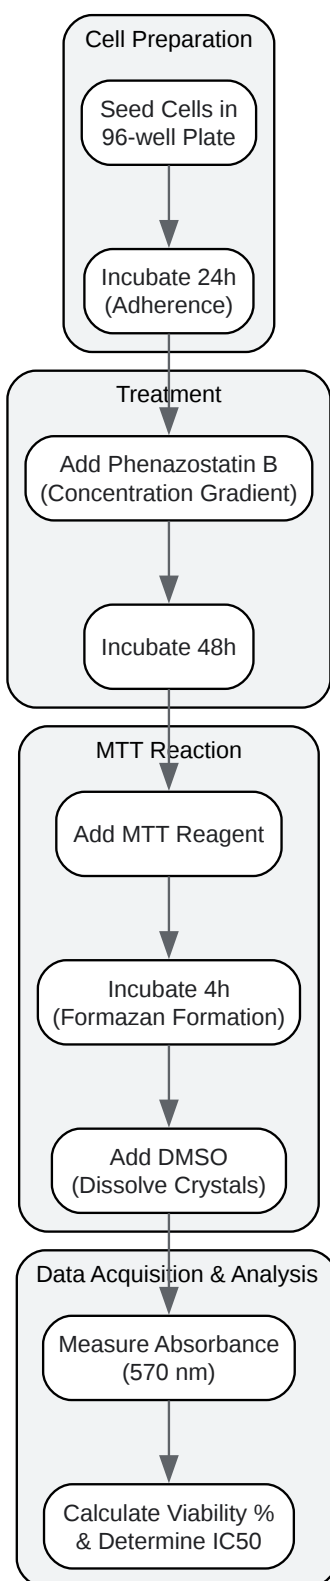 Cell Preparation
Seed Cells in
96-well Plate
Incubate 24h
(Adherence)
Treatment
Add Phenazostatin B
(Concentration Gradient)
Incubate 48h
MTT Reaction
Add MTT Reagent
Incubate 4h
(Formazan Formation)
Add DMSO
(Dissolve Crystals)
Data Acquisition & Analysis
Measure Absorbance
(570 nm)
Calculate Viability %
& Determine IC50